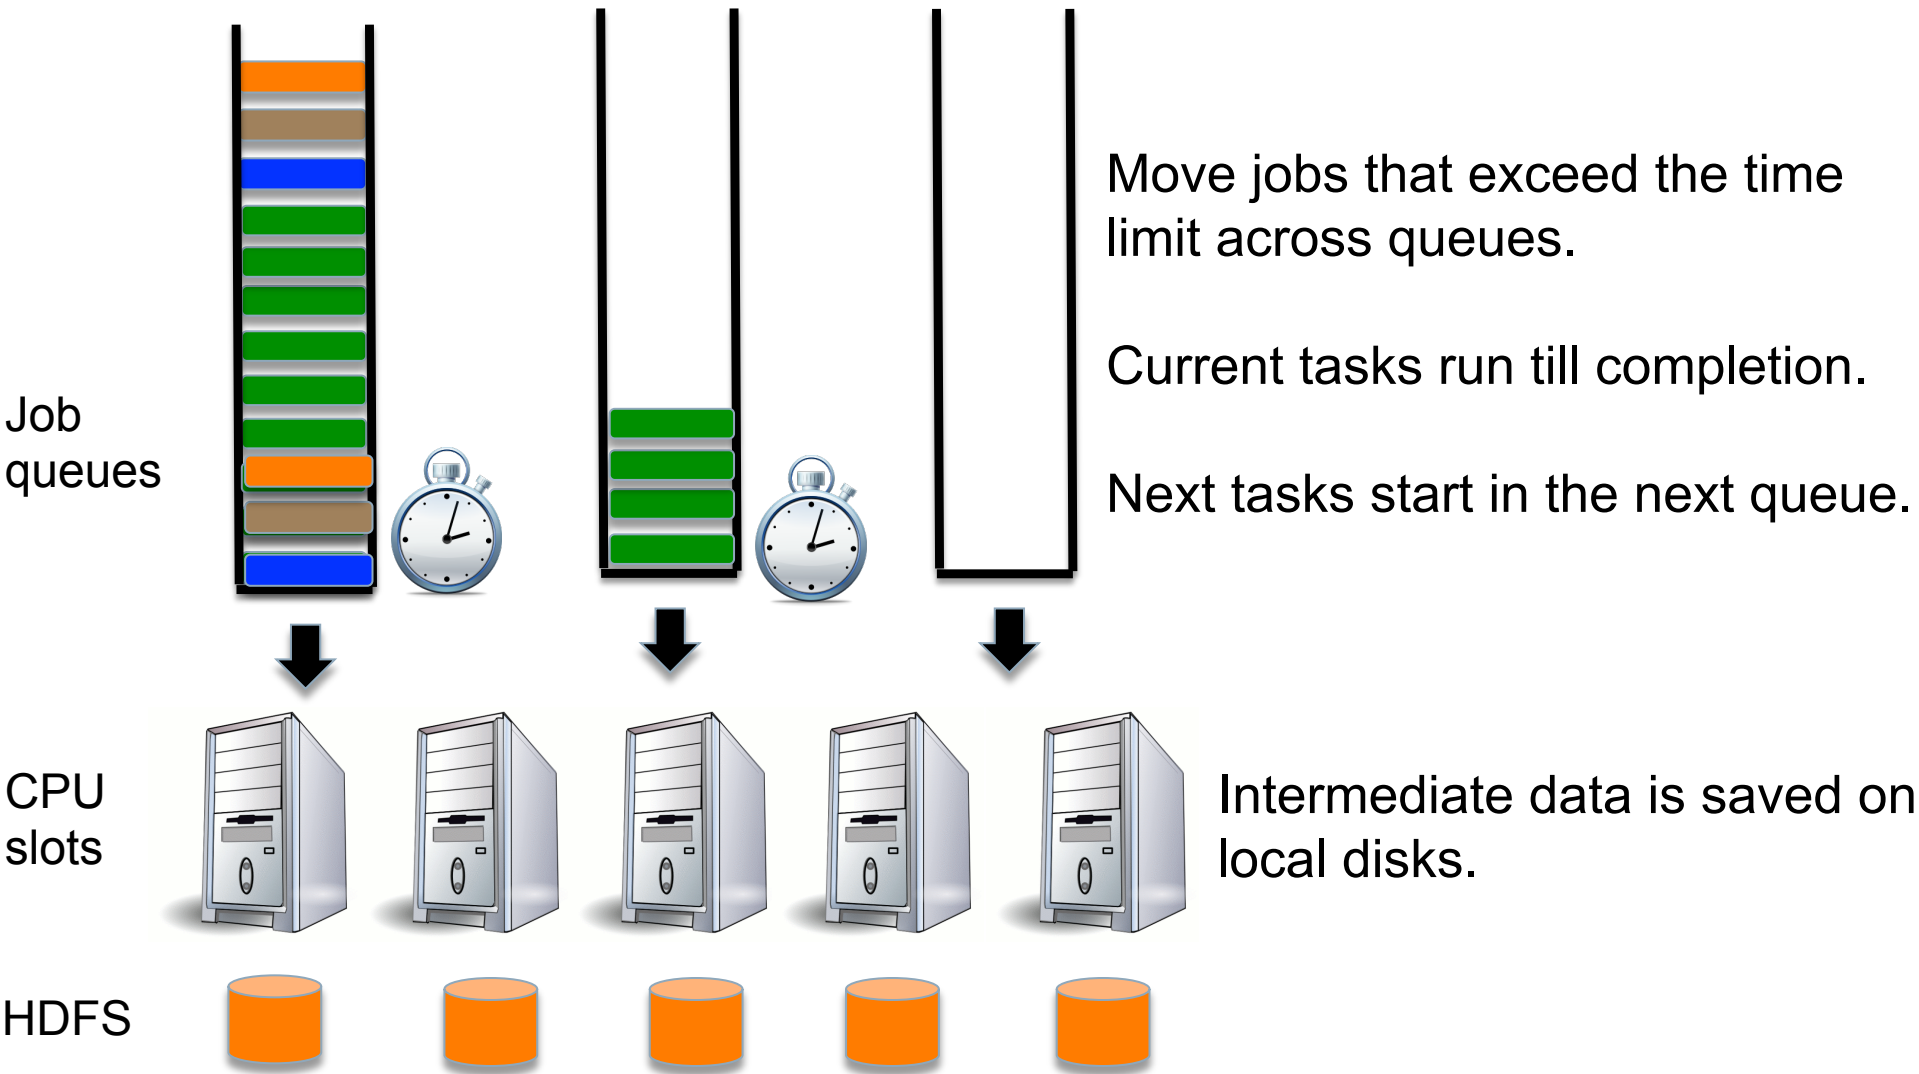 Move jobs that exceed the time
limit across queues.
Current tasks run till completion.
Next tasks start in the next queue.
Job
queues
CPU
slots
Intermediate data is saved on
local disks.
HDFS